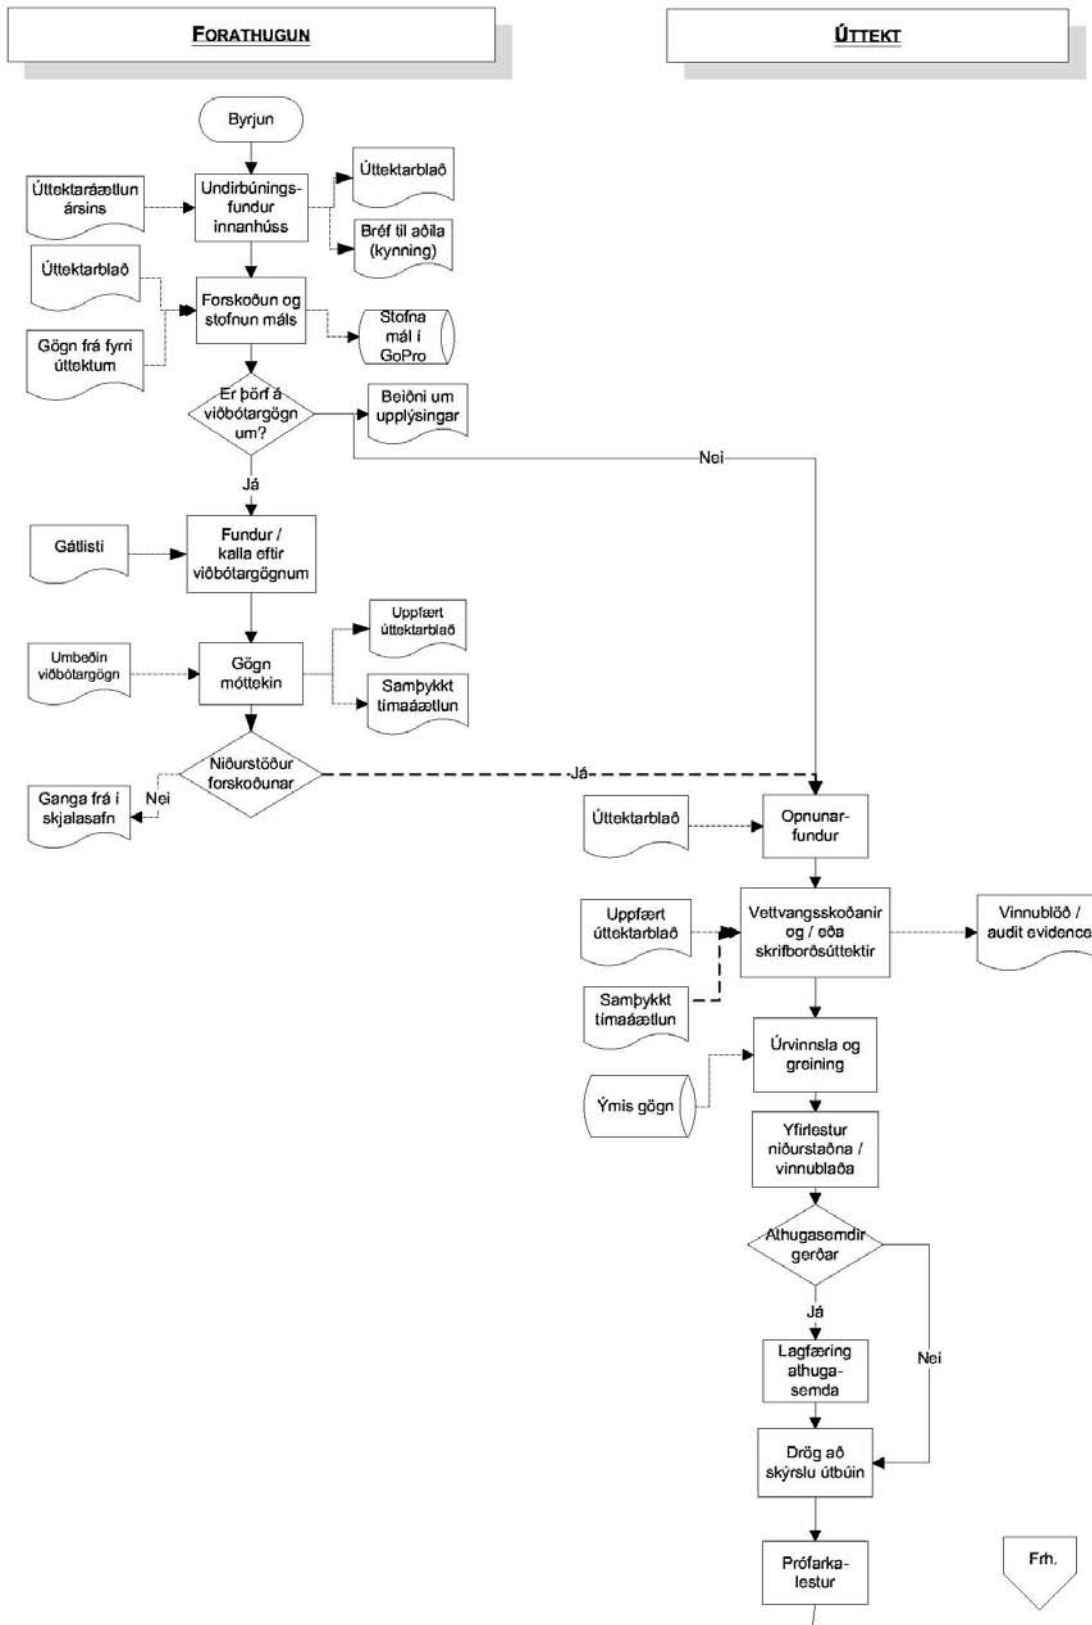 FORATHUGUN
ÚTTEKT
Byrjun
Úttektaráætlun
ársins
Undirbúnings-
fundur
innanhúss
Úttektarblað
Bréf til aðila
(kynning)
Úttektarblað
Gögn frá fyrri
úttektum
Forskoðun og
stofnun máls
Stofna
mál í
GoPro
Er þörf á
viðbótargögn
um?
Beiðni um
upplýsingar
Nei
Já
Gátlisti
Fundur /
kalla eftir
viðbótargögnum
Umbeðin
viðbótargögn
Gögn
móttekin
Uppfært
úttektarblað
Samþykkt
tímaáætlun
Niðurstöður
forskoðunar
Já
Nei
Ganga frá í
skjalasafn
Úttektarblað
Opnunar-
fundur
Uppfært
úttektarblað
Samþykkt
tímaáætlun
Vettvangsskoðanir
og / eða
skrifborðsúttektir
Vinnublöð /
audit evidence
Úrvinnsla og
greining
Ýmis gögn
Yfirlestur
niðurstaðna /
vinnublaða
Athugasemdir
gerðar
Já
Nei
Lagfæring
athuga-
semda
Drög að
skýrslu útbúin
Prófarka-
lestur
Frh.